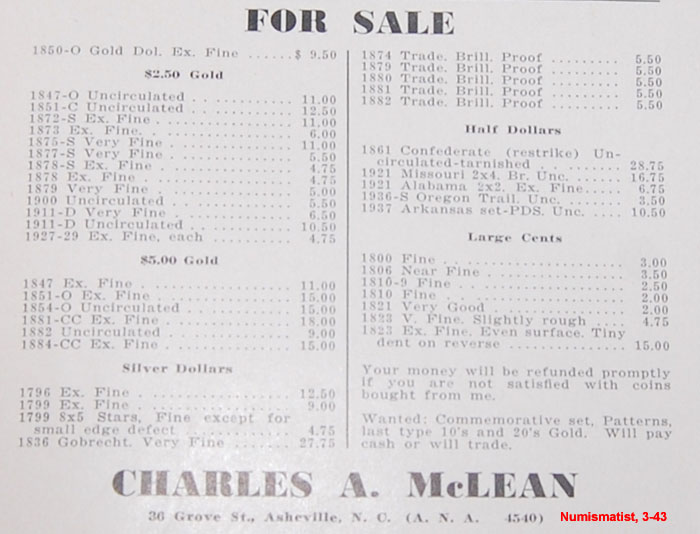 FOR SALE
1850-O Gold Dol. Ex. Fine ......$ 9.50
$2.50 Gold
1847-O Uncirculated . . . . . . . . . . . 11.00
1851-C Uncirculated . . . . . . . . . . . 12.50
1872-S Ex. Fine . . . . . . . . . . . . . . . 11.00
1873 Ex. Fine. . . . . . . . . . . . . . . . . 6.00
1875-S Very Fine . . . . . . . . . . . . . . 11.00
1877-S Very Fine . . . . . . . . . . . . . . 5.50
1878-S Ex. Fine . . . . . . . . . . . . . . . 4.75
1878 Ex. Fine . . . . . . . . . . . . . . . . . 4.75
1879 Very Fine . . . . . . . . . . . . . . . . 5.00
1900 Uncirculated . . . . . . . . . . . . . 5.50
1911-D Very Fine . . . . . . . . . . . . . . 6.50
1911-D Uncirculated . . . . . . . . . . . 10.50
1927-29 Ex. Fine, each . . . . . . . . . 4.75
$5.00 Gold
1847 Ex. Fine . . . . . . . . . . . . . . . . . 11.00
1851-O Ex. Fine . . . . . . . . . . . . . . . 15.00
1854-O Uncirculated . . . . . . . . . . . 15.00
1881-CC Ex. Fine . . . . . . . . . . . . . . 18.00
1882 Uncirculated . . . . . . . . . . . . . 9.00
1884-CC Ex. Fine . . . . . . . . . . . . . . 15.00
Silver Dollars
1796 Ex. Fine . . . . . . . . . . . . . . . . . 12.50
1799 Ex. Fine . . . . . . . . . . . . . . . . . 9.00
1799 8x5 Stars, Fine except for
small edge defect . . . . . . . . . . . . 4.75
1836 Gobrecht. Very Fine . . . . . . . 27.75
1874 Trade. Brill. Proof . . . . . . . . . 5.50
1879 Trade. Brill. Proof . . . . . . . . . 5.50
1880 Trade. Brill. Proof . . . . . . . . . 5.50
1881 Trade. Brill. Proof . . . . . . . . . 5.50
1882 Trade. Brill. Proof . . . . . . . . . 5.50
Half Dollars
1861 Confederate (restrike) Un-
circulated-tarnished . . . . . . . . . . 28.75
1921 Missouri 2x4. Br. Unc. . . . . . 16.75
1921 Alabama 2x2. Ex. Fine. . . . . 6.75
1936-S Oregon Trail. Unc. . . . . . . 3.50
1937 Arkansas set-PDS. Unc. .... 10.50
Large Cents
1800 Fine . . . . . . . . . . . . . . . . . . . . 3.00
1806 Near Fine . . . . . . . . . . . . . . . . 3.50
1810-9 Fine . . . . . . . . . . . . . . . . . . 2.50
1810 Fine . . . . . . . . . . . . . . . . . . . . 2.00
1821 Very Good . . . . . . . . . . . . . . . 2.00
1823 V. Fine. Slightly rough . . . . 4.75
1823 Ex. Fine. Even surface. Tiny
dent on reverse . . . . . . . . . . . . . . 15.00
Your money will be refunded promptly
if you are not satisfied with coins
bought from me.
Wanted: Commemorative set, Patterns,
last type 10's and 20's Gold. Will pay
cash or will trade.
CHARLES A. McLEAN
36 Grove St., Asheville, N. C. (A. N. A. 4540)
Numismatist, 3-43